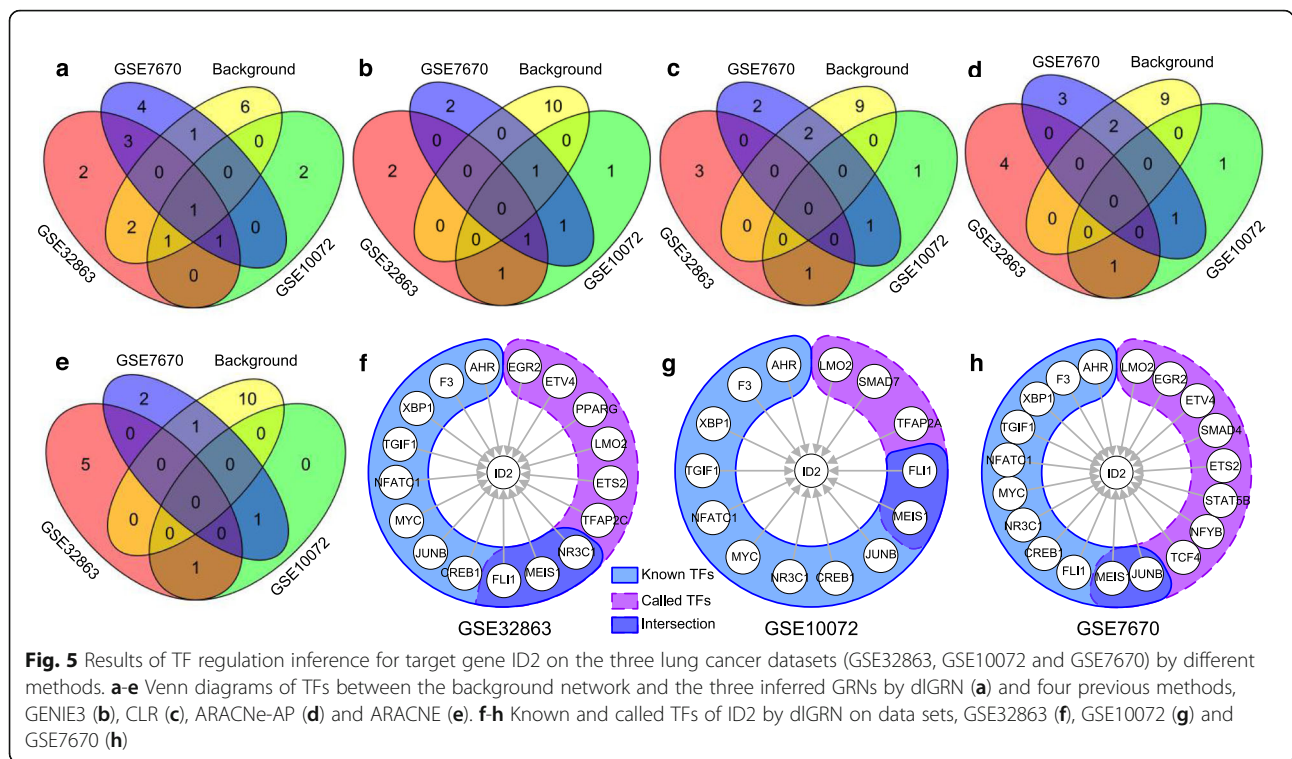 a GSE7670 Background
4 6
2 3 1 0 2
0 0
1
2 1 1 0
0
GSE32863 GSE10072
b GSE7670 Background
2 10
2 0 0 0 1
0 1
1
0 0 1 1
1
GSE32863 GSE10072
c GSE7670 Background
2 9
3 0 2 0 1
0 0
1
0 0 0 1
1
GSE32863 GSE10072
d GSE7670 Background
3 9
4 0 2 0 1
0 0
0
0 0 0 1
1
GSE32863 GSE10072
e GSE7670 Background
2 10
5 0 1 0 0
0 0
0
0 0 0 1
1
GSE32863 GSE10072
f
AHR EGR2
F3 ETV4
XBP1 PPARG
TGIF1 LMO2
NFATC1 ID2 ETS2
MYC TFAP2C
JUNB NR3C1
CREB1 FLI1 MEIS1
GSE32863
Known TFs
Called TFs
Intersection
g
AHR LMO2
F3 SMAD7
XBP1 TFAP2A
TGIF1 ID2 FLI1
NFATC1 MEIS1
MYC JUNB
NR3C1 CREB1
GSE10072
h
AHR LMO2
F3 EGR2
XBP1 ETV4
TGIF1 SMAD4
NFATC1 ID2 ETS2
MYC STAT5B
NR3C1 NFYB
CREB1 TCF4
FLI1 MEIS1 JUNB
GSE7670
Fig. 5 Results of TF regulation inference for target gene ID2 on the three lung cancer datasets (GSE32863, GSE10072 and GSE7670) by different
methods. a-e Venn diagrams of TFs between the background network and the three inferred GRNs by dlGRN (a) and four previous methods,
GENIE3 (b), CLR (c), ARACNe-AP (d) and ARACNE (e). f-h Known and called TFs of ID2 by dlGRN on data sets, GSE32863 (f), GSE10072 (g) and
GSE7670 (h)